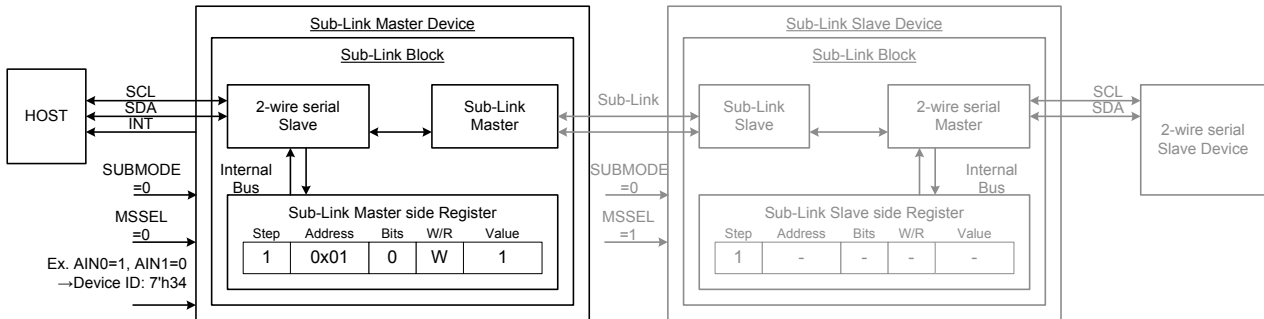 Sub-Link Master Device
Sub-Link Block
HOST
SCL
SDA
INT
2-wire serial
Slave
Sub-Link
Master
SUBMODE
=0
MSSEL
=0
Ex. AIN0=1, AIN1=0
→Device ID: 7'h34
Internal
Bus
Sub-Link Master side Register
Step Address Bits W/R Value
1 0x01 0 W 1
Sub-Link
Sub-Link Slave Device
Sub-Link Block
Sub-Link
Slave
2-wire serial
Master
SCL
SDA
2-wire serial
Slave Device
SUBMODE
=0
MSSEL
=1
Internal
Bus
Sub-Link Slave side Register
Step Address Bits W/R Value
1 - - - -